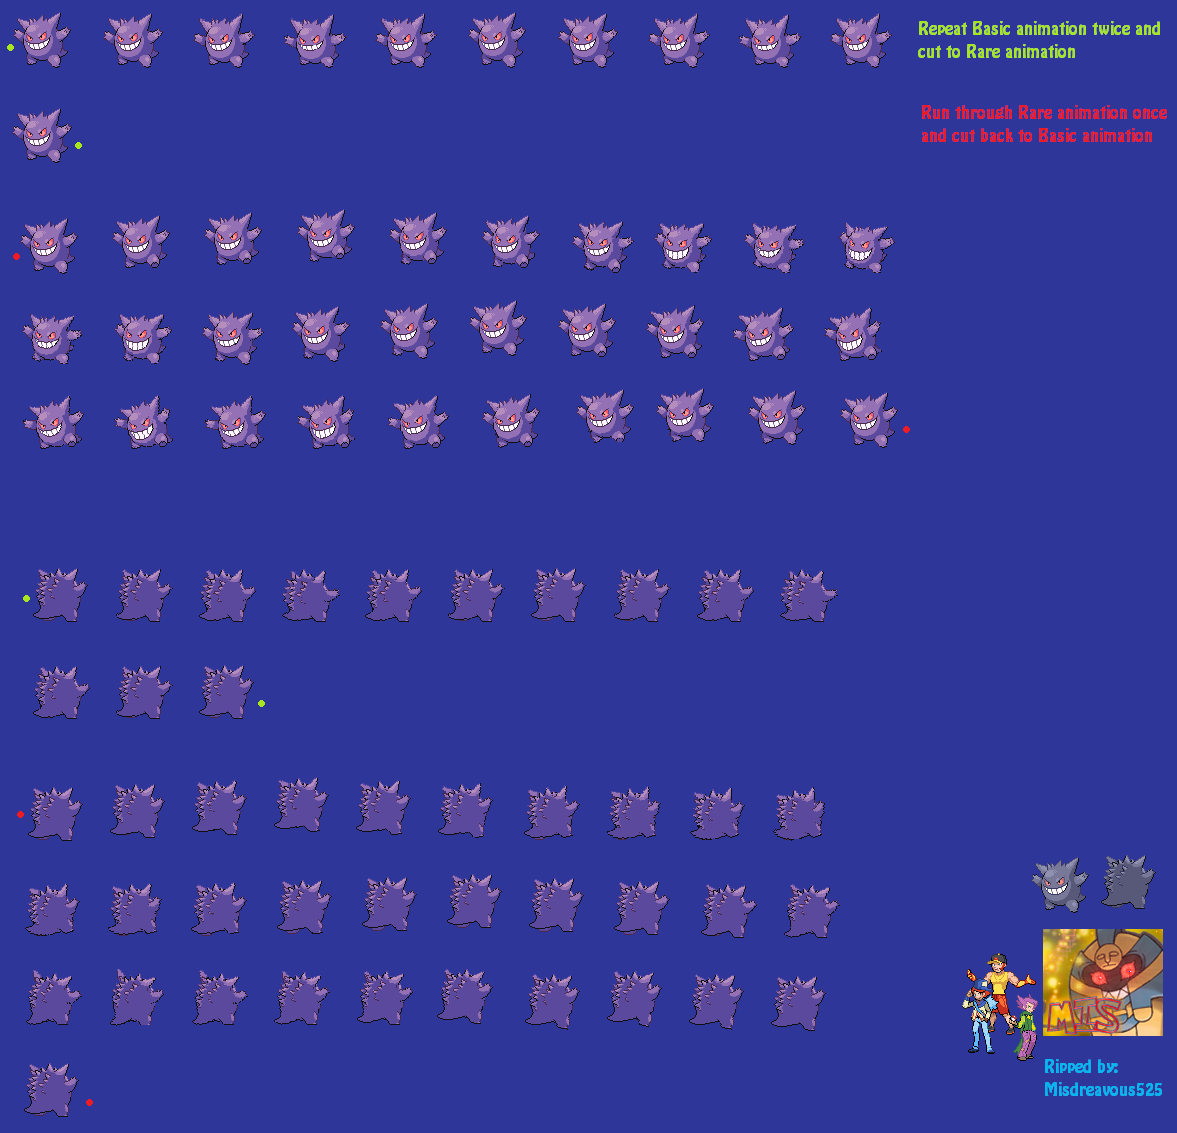 Repeat Basic animation twice and
cut to Rare animation
Run through Rare animation once
and cut back to Basic animation
MIS
Ripped by:
Misdreavous525